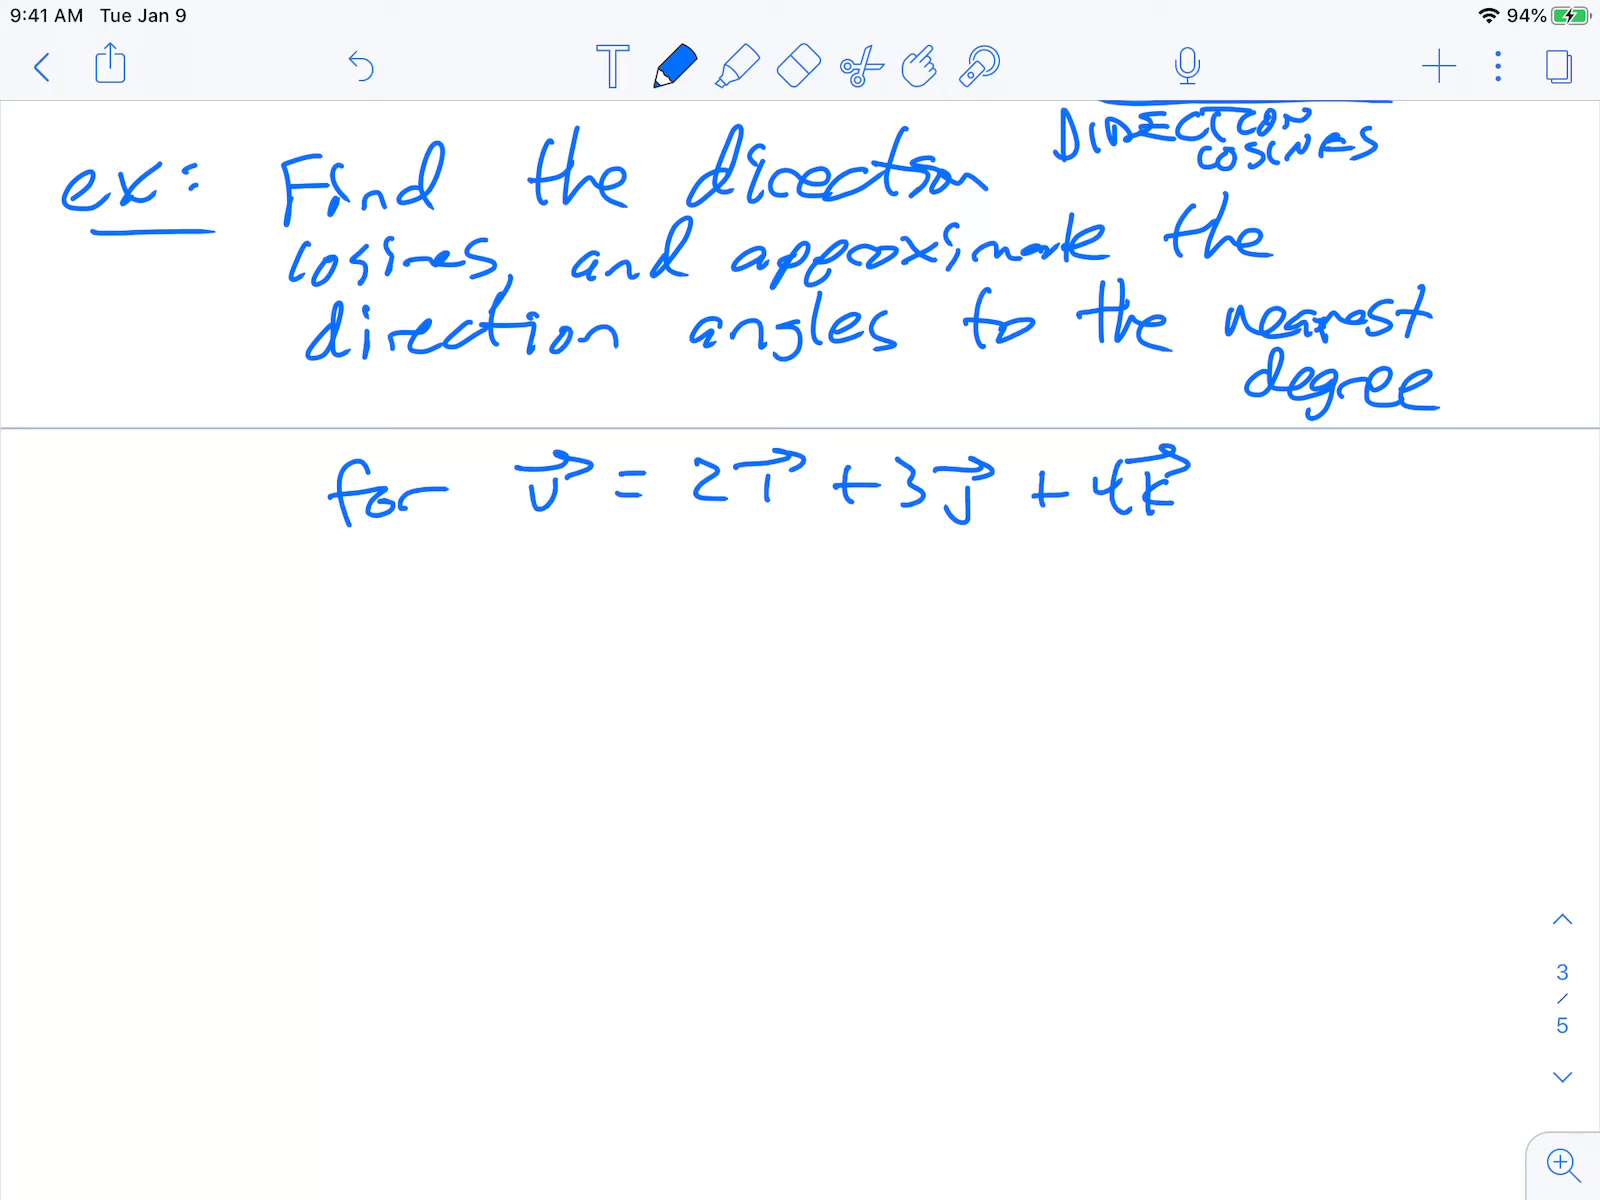 9:41 AM Tue Jan 9 94%
T
DIRECTION
COSINES
ex: Find the direction
cosines, and approximate the
direction angles to the nearest
degree
for v⃗ = 2i⃗ + 3j⃗ + 4k⃗
3
/
5